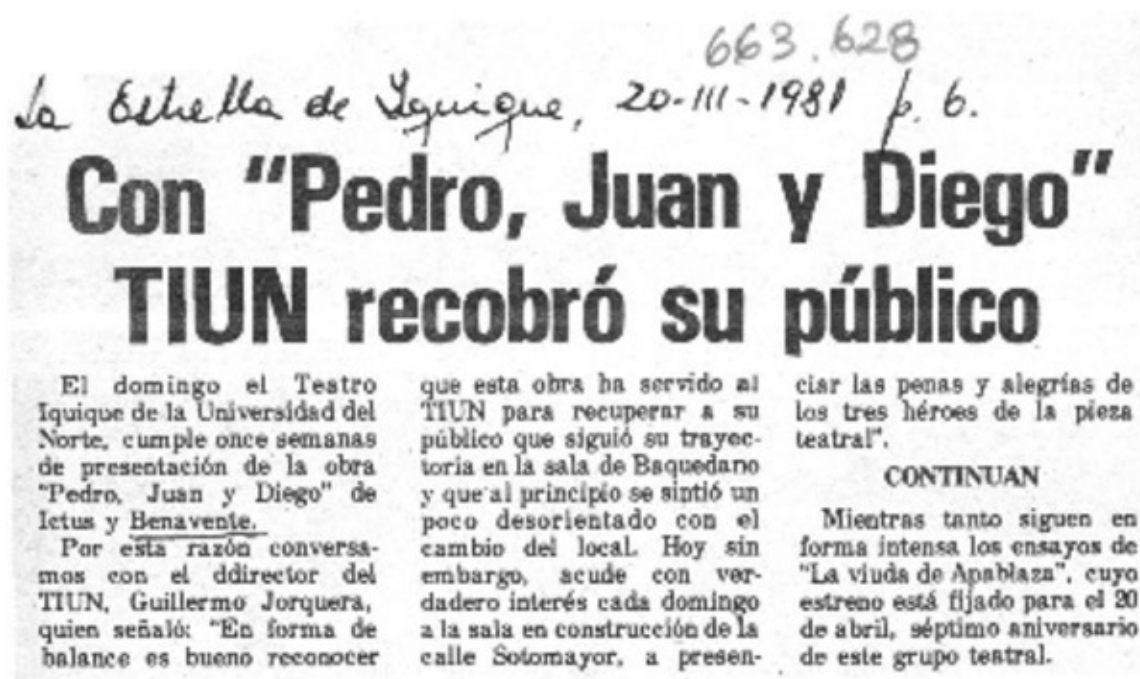 663.628
La Estrella de Iquique, 20-III-1981 p. 6.
Con "Pedro, Juan y Diego"
TIUN recobró su público
El domingo el Teatro
Iquique de la Universidad del
Norte, cumple once semanas
de presentación de la obra
"Pedro, Juan y Diego" de
Ictus y Benavente.
Por esta razón conversa-
mos con el ddirector del
TIUN, Guillermo Jorquera,
quien señaló: "En forma de
balance es bueno reconocer
que esta obra ha servido al
TIUN para recuperar a su
público que siguió su trayec-
toria en la sala de Baquedano
y que al principio se sintió un
poco desorientado con el
cambio del local. Hoy sin
embargo, acude con ver-
dadero interés cada domingo
a la sala en construcción de la
calle Sotomayor, a presen-
ciar las penas y alegrías de
los tres héroes de la pieza
teatral".
CONTINUAN
Mientras tanto siguen en
forma intensa los ensayos de
"La viuda de Apablaza", cuyo
estreno está fijado para el 20
de abril, séptimo aniversario
de este grupo teatral.